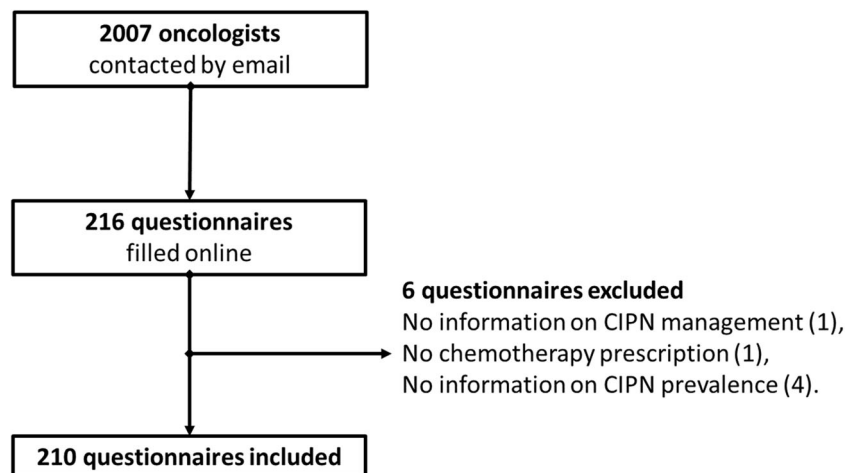 2007 oncologists
contacted by email
216 questionnaires
filled online
6 questionnaires excluded
No information on CIPN management (1),
No chemotherapy prescription (1),
No information on CIPN prevalence (4).
210 questionnaires included